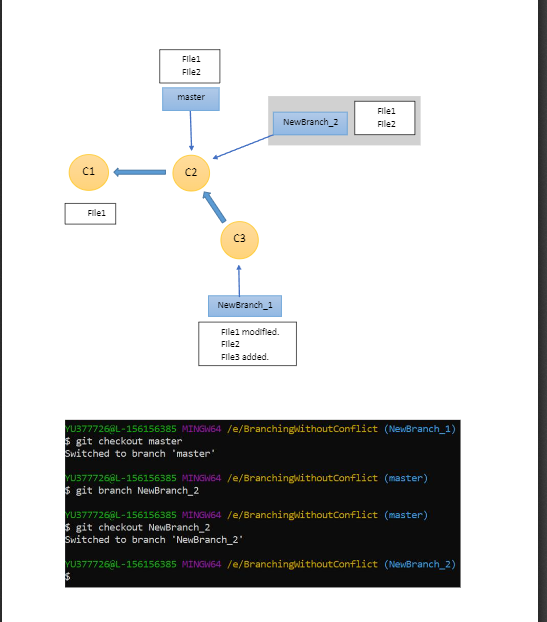 File1
File2
master
NewBranch_2
File1
File2
C1
C2
File1
C3
NewBranch_1
File1 modified.
File2
File3 added.
YU377726@L-156156385 MINGW64 /e/BranchingWithoutConflict (NewBranch_1)
$ git checkout master
Switched to branch 'master'
YU377726@L-156156385 MINGW64 /e/BranchingWithoutConflict (master)
$ git branch NewBranch_2
YU377726@L-156156385 MINGW64 /e/BranchingWithoutConflict (master)
$ git checkout NewBranch_2
Switched to branch 'NewBranch_2'
YU377726@L-156156385 MINGW64 /e/BranchingWithoutConflict (NewBranch_2)
$